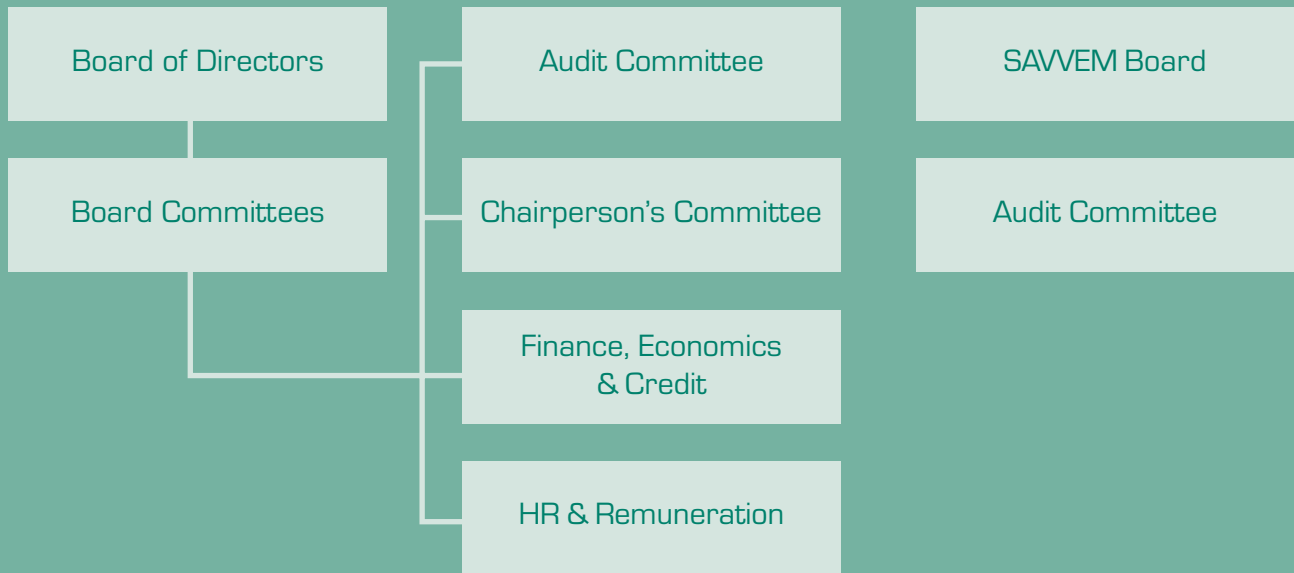 Board of Directors
Board Committees
Audit Committee
Chairperson’s Committee
Finance, Economics
& Credit
HR & Remuneration
SAVVEM Board
Audit Committee